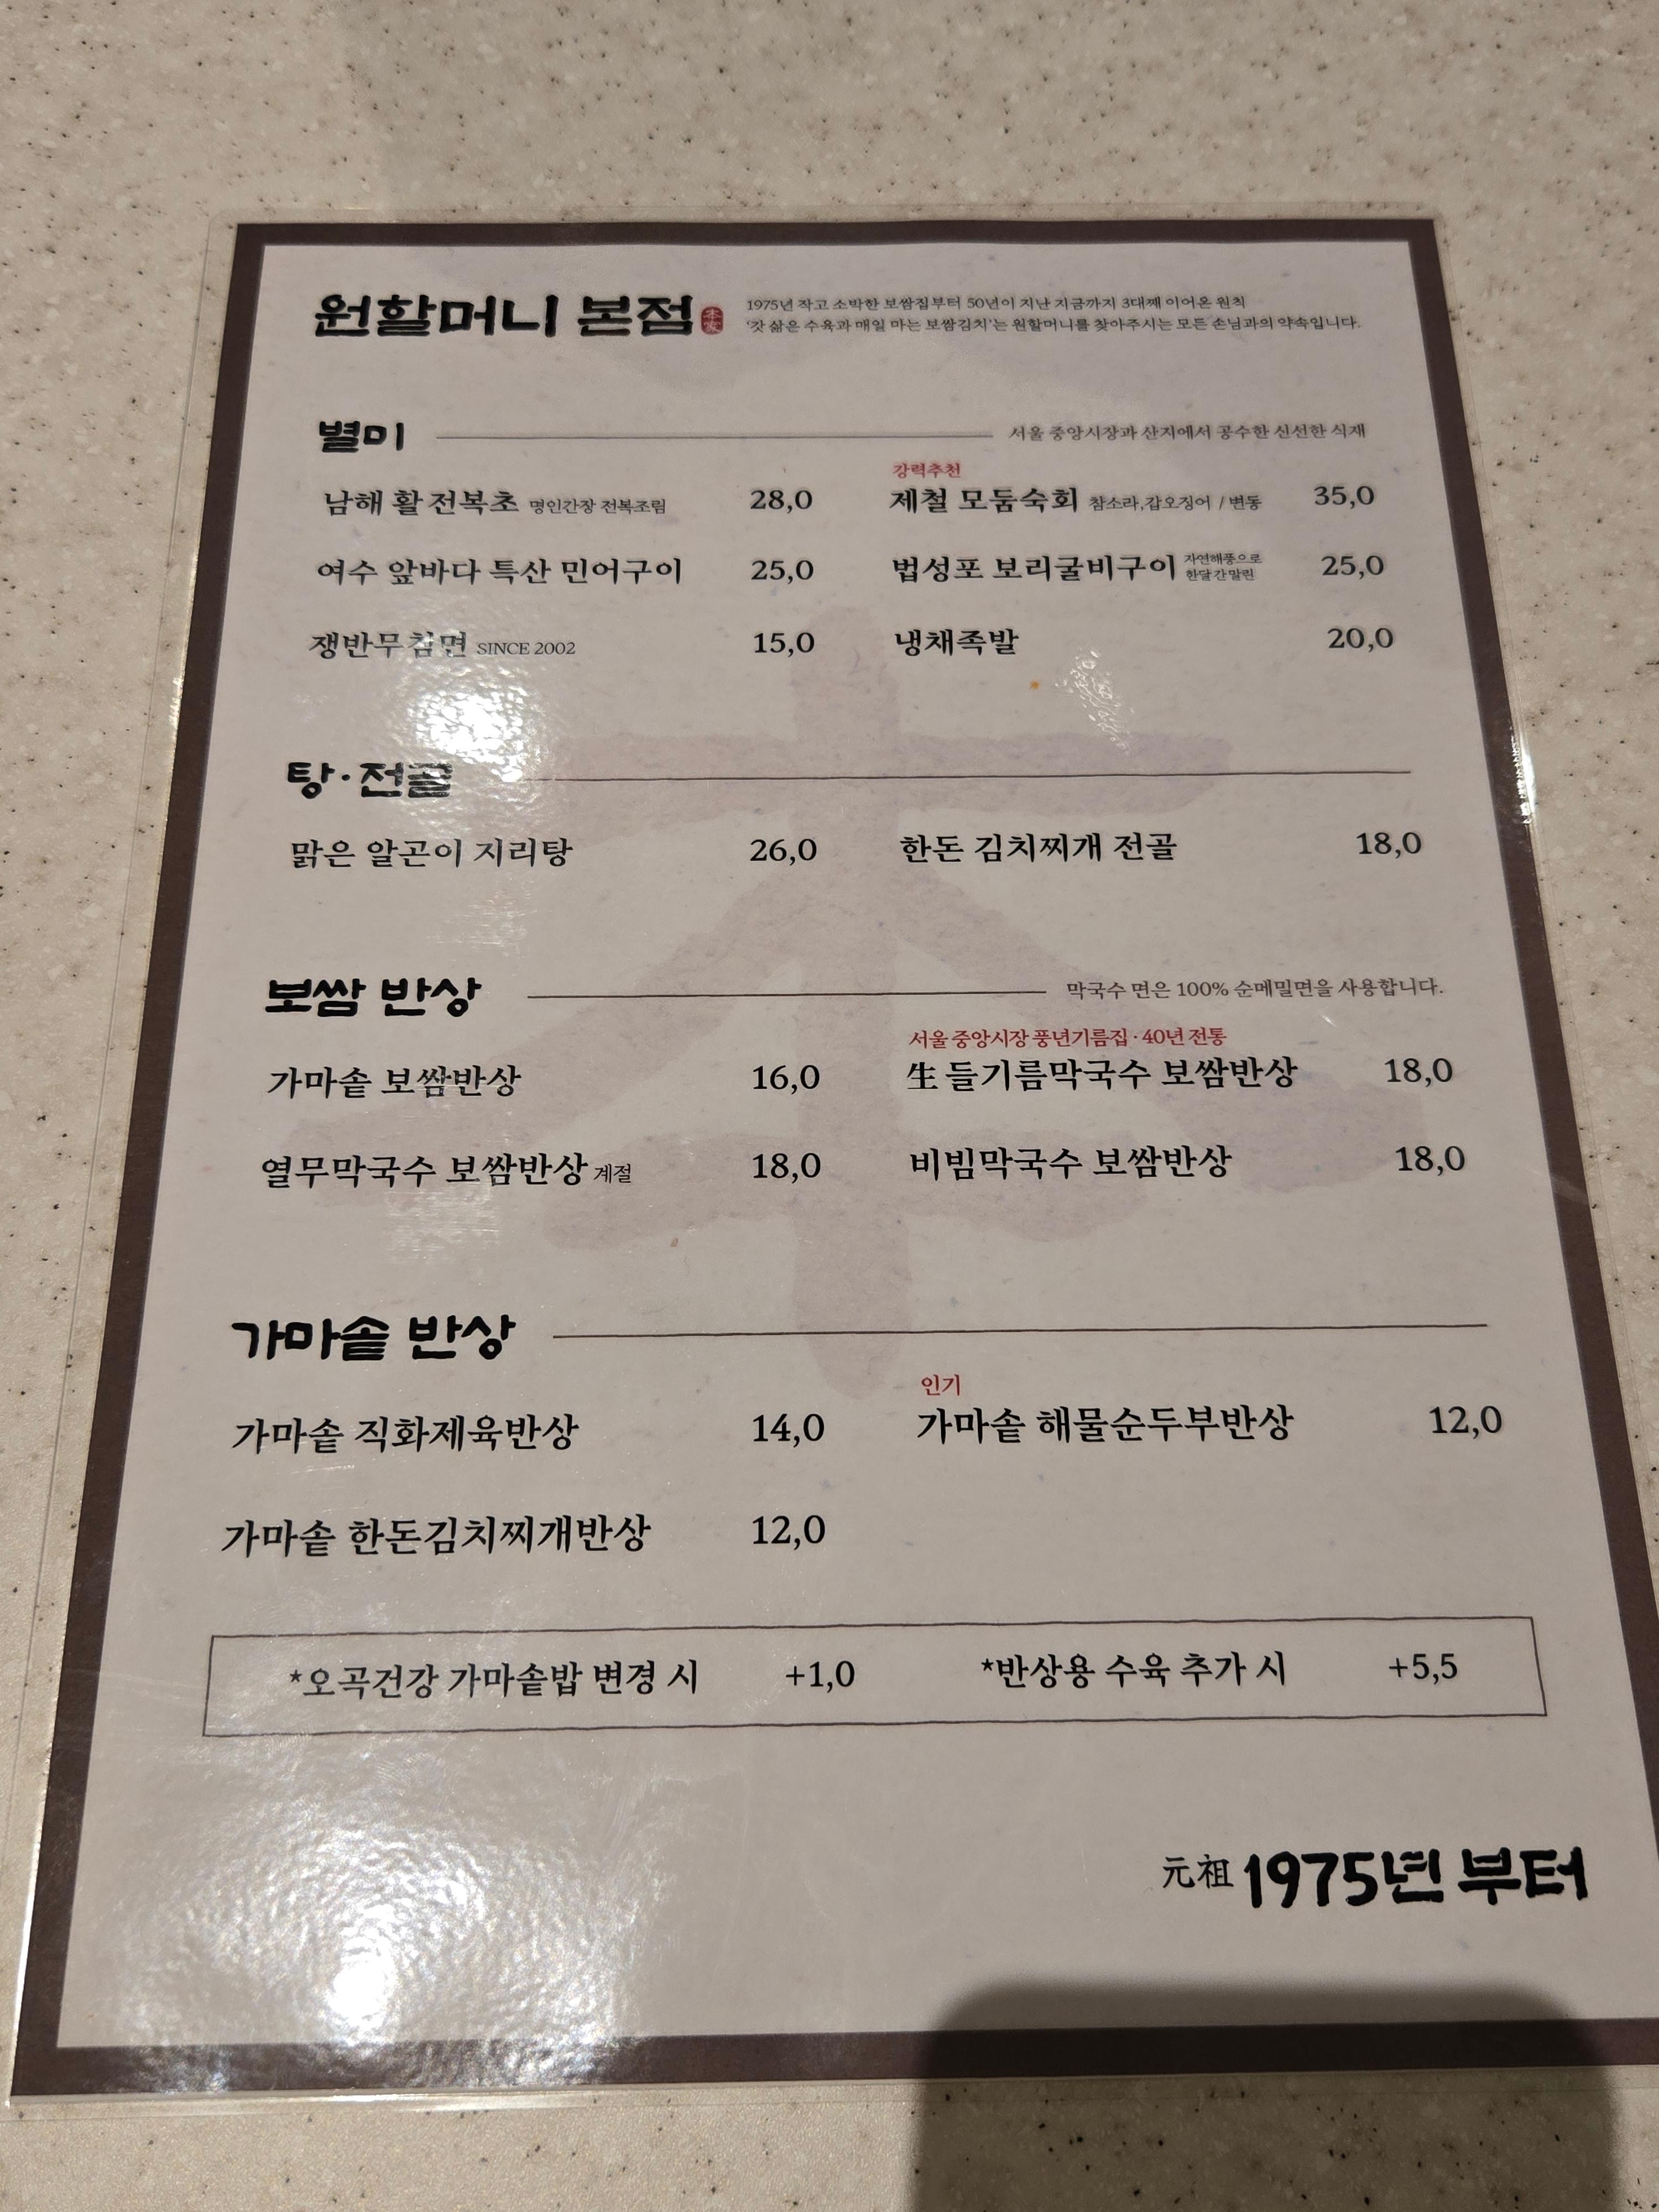 원할머니 본점
1975년 작고 소박한 보쌈집부터 50년이 지난 지금까지 3대째 이어온 원칙
'갓 삶은 수육과 매일 마는 보쌈김치'는 원할머니를 찾아주시는 모든 손님과의 약속입니다.
별미 서울 중앙시장과 산지에서 공수한 신선한 식재
남해 활 전복초 명인간장 전복조림 28,0
강력추천
제철 모둠숙회 참소라,갑오징어 / 변동 35,0
여수 앞바다 특산 민어구이 25,0
법성포 보리굴비구이 자연해풍으로 25,0
한달간 말린
쟁반무침면 SINCE 2002 15,0
냉채족발 20,0
탕·전골
맑은 알곤이 지리탕 26,0
한돈 김치찌개 전골 18,0
보쌈 반상 막국수 면은 100% 순메밀면을 사용합니다.
가마솥 보쌈반상 16,0
서울 중앙시장 풍년기름집·40년 전통
生들기름막국수 보쌈반상 18,0
열무막국수 보쌈반상 계절 18,0
비빔막국수 보쌈반상 18,0
가마솥 반상
가마솥 직화제육반상 14,0
인기
가마솥 해물순두부반상 12,0
가마솥 한돈김치찌개반상 12,0
*오곡건강 가마솥밥 변경 시 +1,0
*반상용 수육 추가 시 +5,5
元祖 1975년 부터